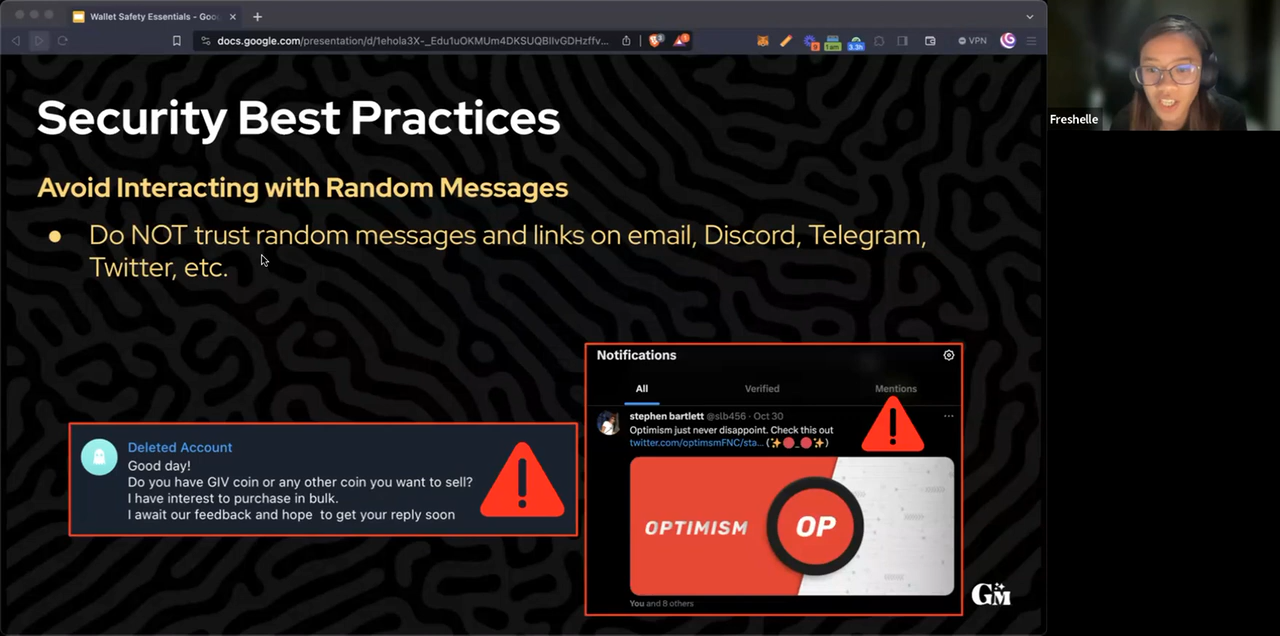 Wallet Safety Essentials - Goo
docs.google.com/presentation/d/1ehola3X-_Edu1uOKMUm4DKSUQBIlvGDHzffv...
VPN
Security Best Practices
Freshelle
Avoid Interacting with Random Messages
● Do NOT trust random messages and links on email, Discord, Telegram,
Twitter, etc.
Deleted Account
Good day!
Do you have GIV coin or any other coin you want to sell?
I have interest to purchase in bulk.
I await our feedback and hope to get your reply soon
Notifications
All Verified Mentions
stephen bartlett @slb456 · Oct 30
Optimism just never disappoint. Check this out
twitter.com/optimsmFNC/sta... (✨🔴_🔴✨)
OPTIMISM OP
You and 8 others
GM